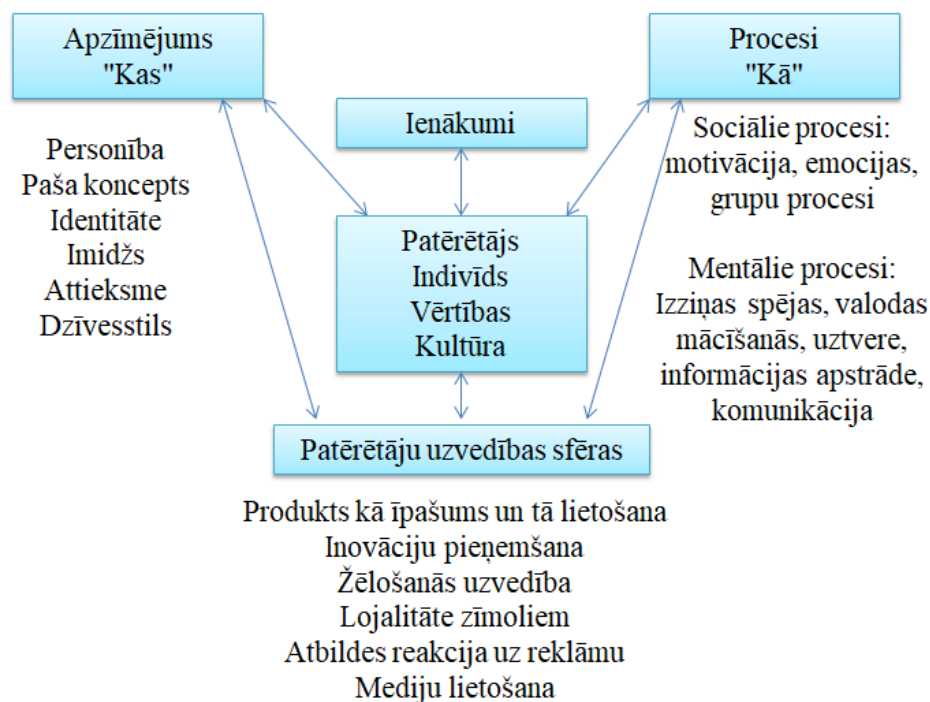 Apzīmējums
"Kas"
Personība
Paša koncepts
Identitāte
Imidžs
Attieksme
Dzīvesstils
Ienākumi
Patērētājs
Indivīds
Vērtības
Kultūra
Procesi
"Kā"
Sociālie procesi:
motivācija, emocijas,
grupu procesi
Mentālie procesi:
Izziņas spējas, valodas
mācīšanās, uztvere,
informācijas apstrāde,
komunikācija
Patērētāju uzvedības sfēras
Produkts kā īpašums un tā lietošana
Inovāciju pieņemšana
Žēlošanās uzvedība
Lojalitāte zīmoliem
Atbildes reakcija uz reklāmu
Mediju lietošana